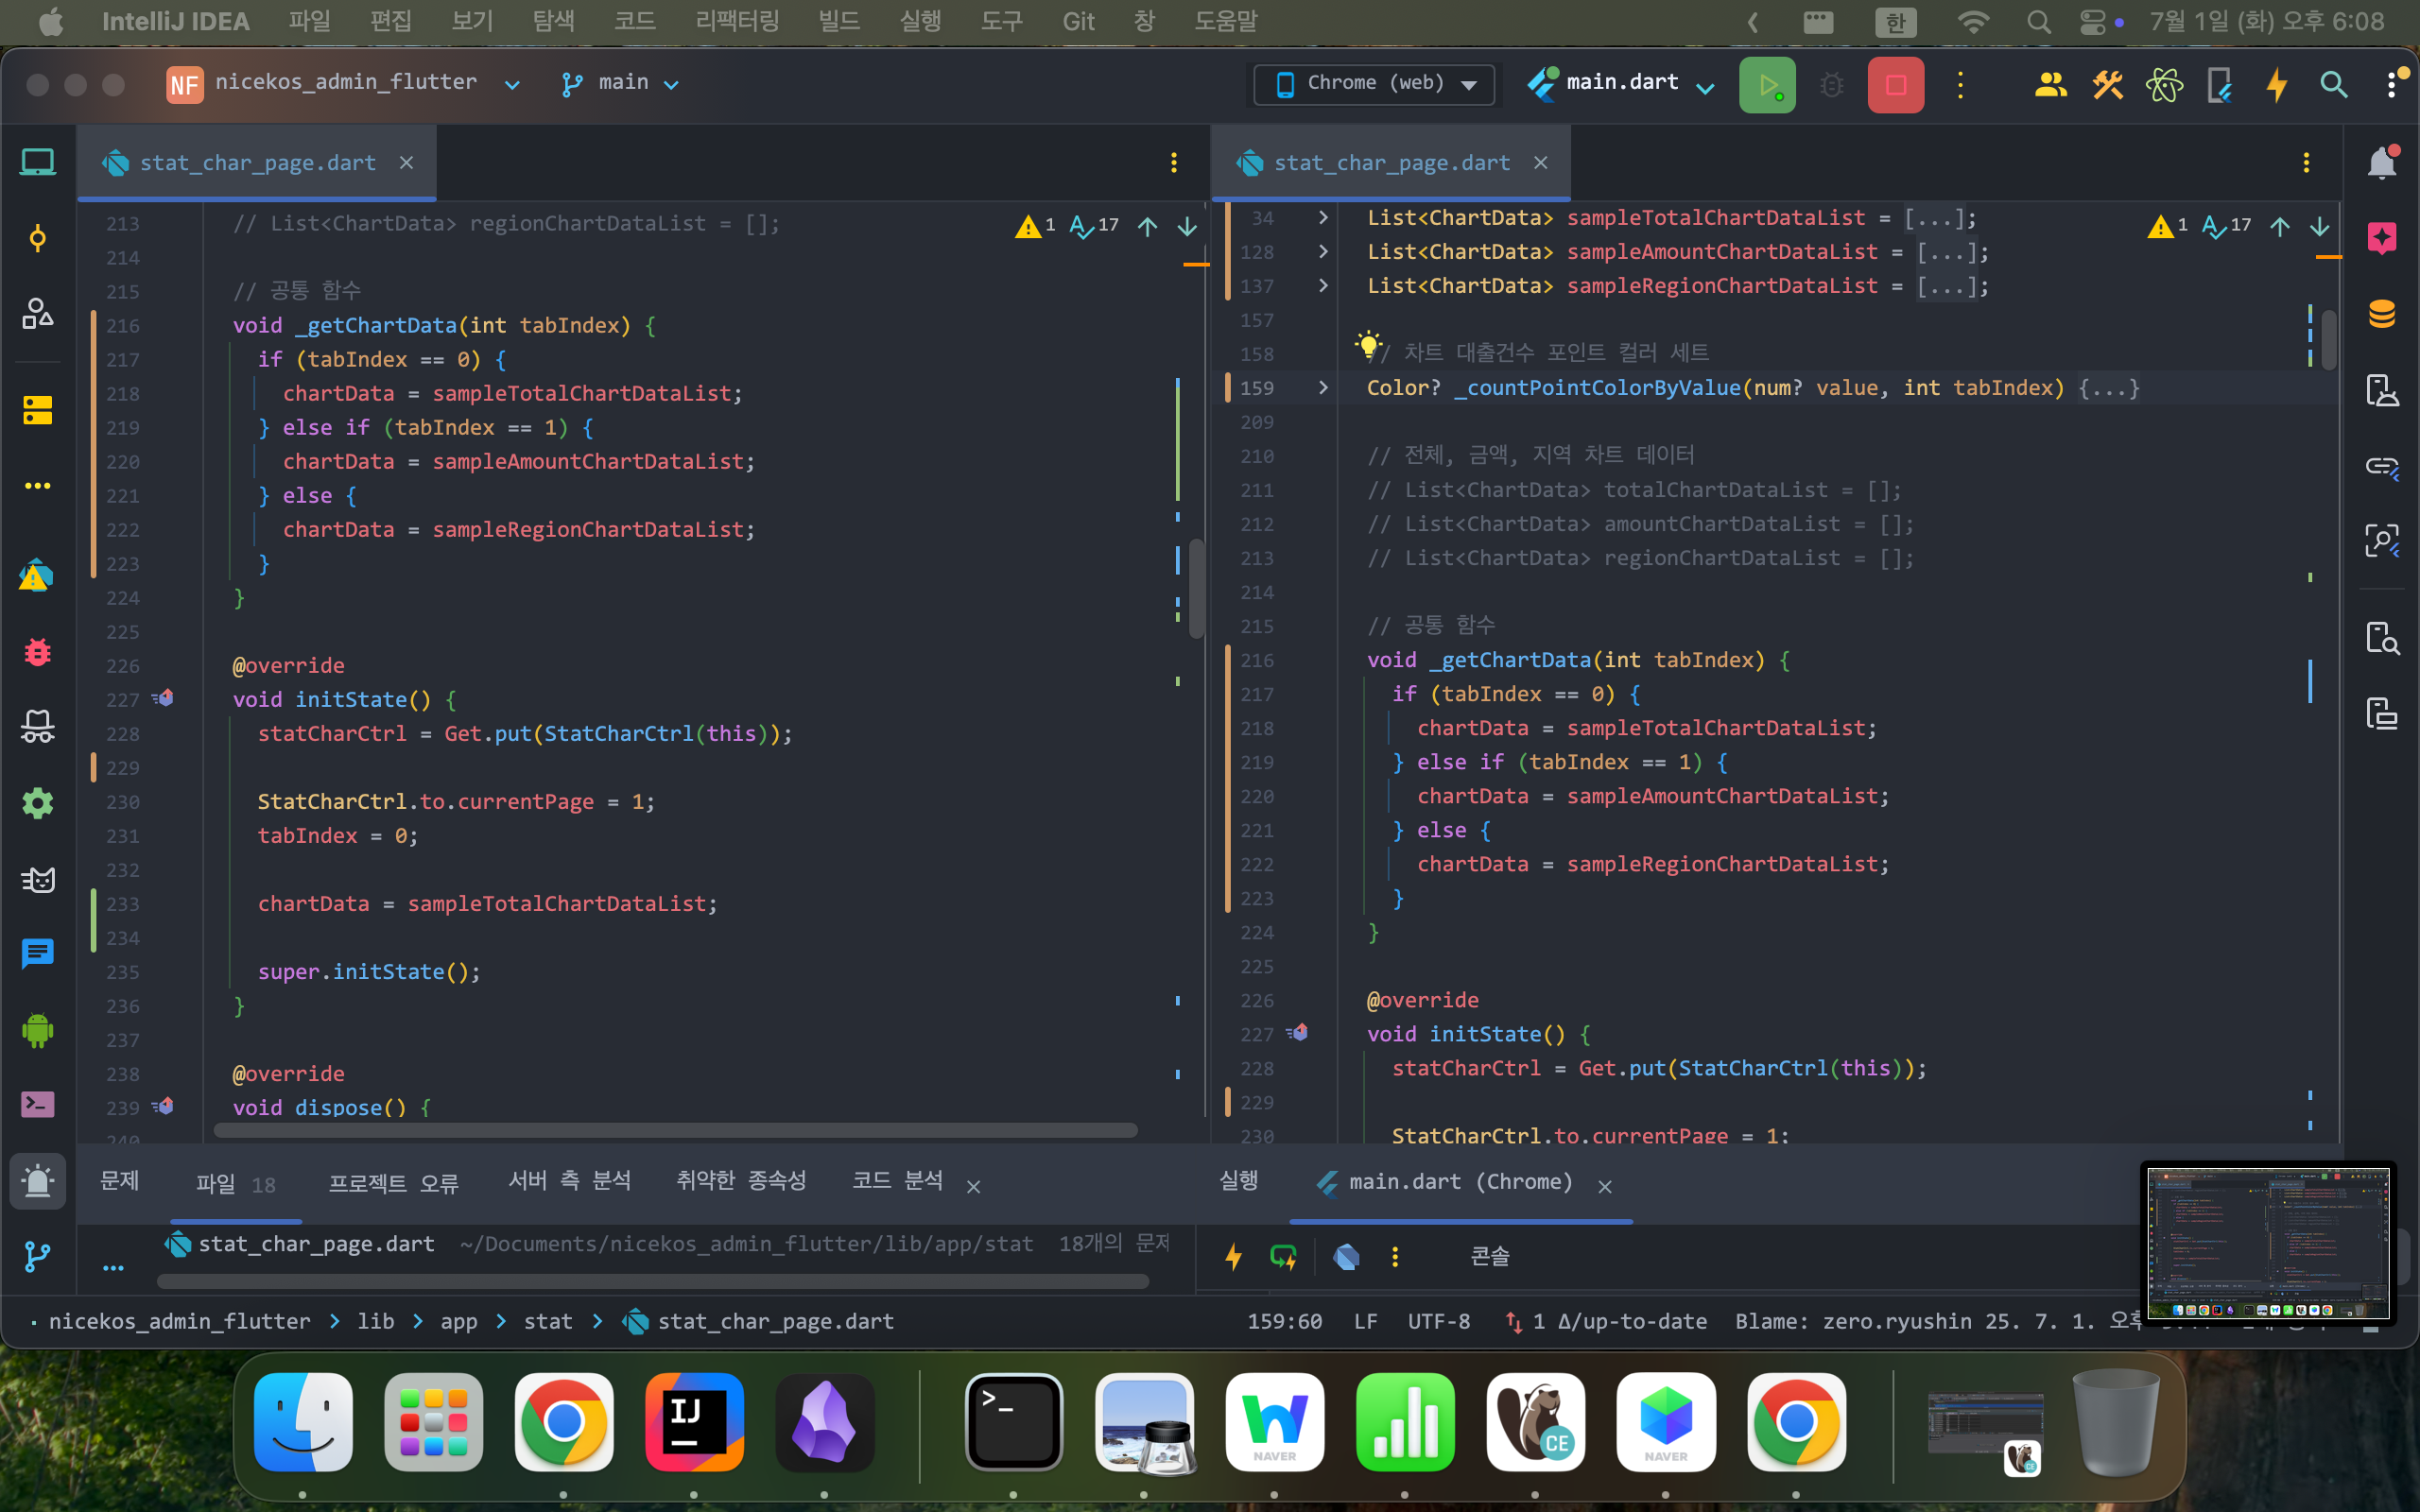 IntelliJ IDEA 파일 편집 보기 탐색 코드 리팩터링 빌드 실행 도구 Git 창 도움말 한 7월 1일 (화) 오후 6:08
NF nicekos_admin_flutter main Chrome (web) main.dart
stat_char_page.dart
213 // List<ChartData> regionChartDataList = []; 1 17
214
215 // 공통 함수
216 void _getChartData(int tabIndex) {
217 if (tabIndex == 0) {
218 chartData = sampleTotalChartDataList;
219 } else if (tabIndex == 1) {
220 chartData = sampleAmountChartDataList;
221 } else {
222 chartData = sampleRegionChartDataList;
223 }
224 }
225
226 @override
227 void initState() {
228 statCharCtrl = Get.put(StatCharCtrl(this));
229
230 StatCharCtrl.to.currentPage = 1;
231 tabIndex = 0;
232
233 chartData = sampleTotalChartDataList;
234
235 super.initState();
236 }
237
238 @override
239 void dispose() {
240
stat_char_page.dart
34 List<ChartData> sampleTotalChartDataList = [...]; 1 17
128 List<ChartData> sampleAmountChartDataList = [...];
137 List<ChartData> sampleRegionChartDataList = [...];
157
158 // 차트 대출건수 포인트 컬러 세트
159 Color? _countPointColorByValue(num? value, int tabIndex) {...}
209
210 // 전체, 금액, 지역 차트 데이터
211 // List<ChartData> totalChartDataList = [];
212 // List<ChartData> amountChartDataList = [];
213 // List<ChartData> regionChartDataList = [];
214
215 // 공통 함수
216 void _getChartData(int tabIndex) {
217 if (tabIndex == 0) {
218 chartData = sampleTotalChartDataList;
219 } else if (tabIndex == 1) {
220 chartData = sampleAmountChartDataList;
221 } else {
222 chartData = sampleRegionChartDataList;
223 }
224 }
225
226 @override
227 void initState() {
228 statCharCtrl = Get.put(StatCharCtrl(this));
229
230 StatCharCtrl.to.currentPage = 1;
문제 파일 18 프로젝트 오류 서버 측 분석 취약한 종속성 코드 분석
stat_char_page.dart ~/Documents/nicekos_admin_flutter/lib/app/stat 18개의 문제
실행 main.dart (Chrome)
콘솔
nicekos_admin_flutter lib app stat stat_char_page.dart 159:60 LF UTF-8 1 Δ/up-to-date Blame: zero.ryushin 25. 7. 1. 오후
IJ >_ NAVER CE NAVER CE